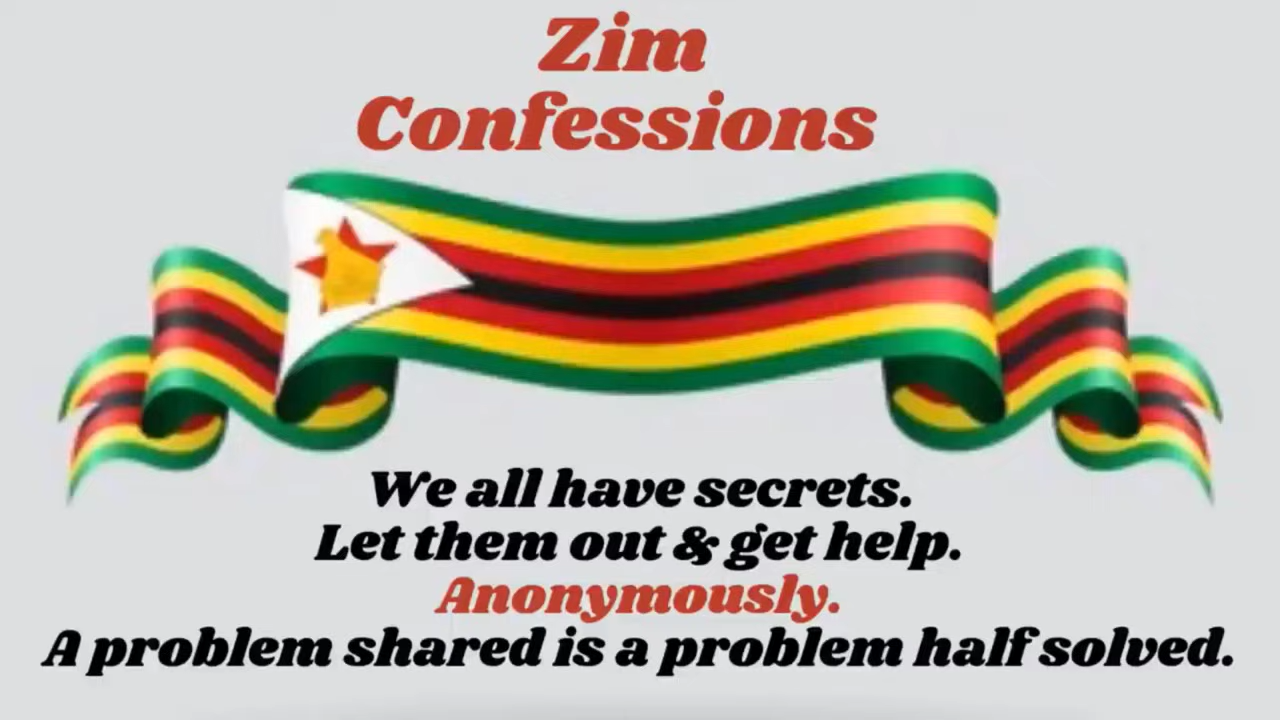 Zim
Confessions
We all have secrets.
Let them out & get help.
Anonymously.
A problem shared is a problem half solved.